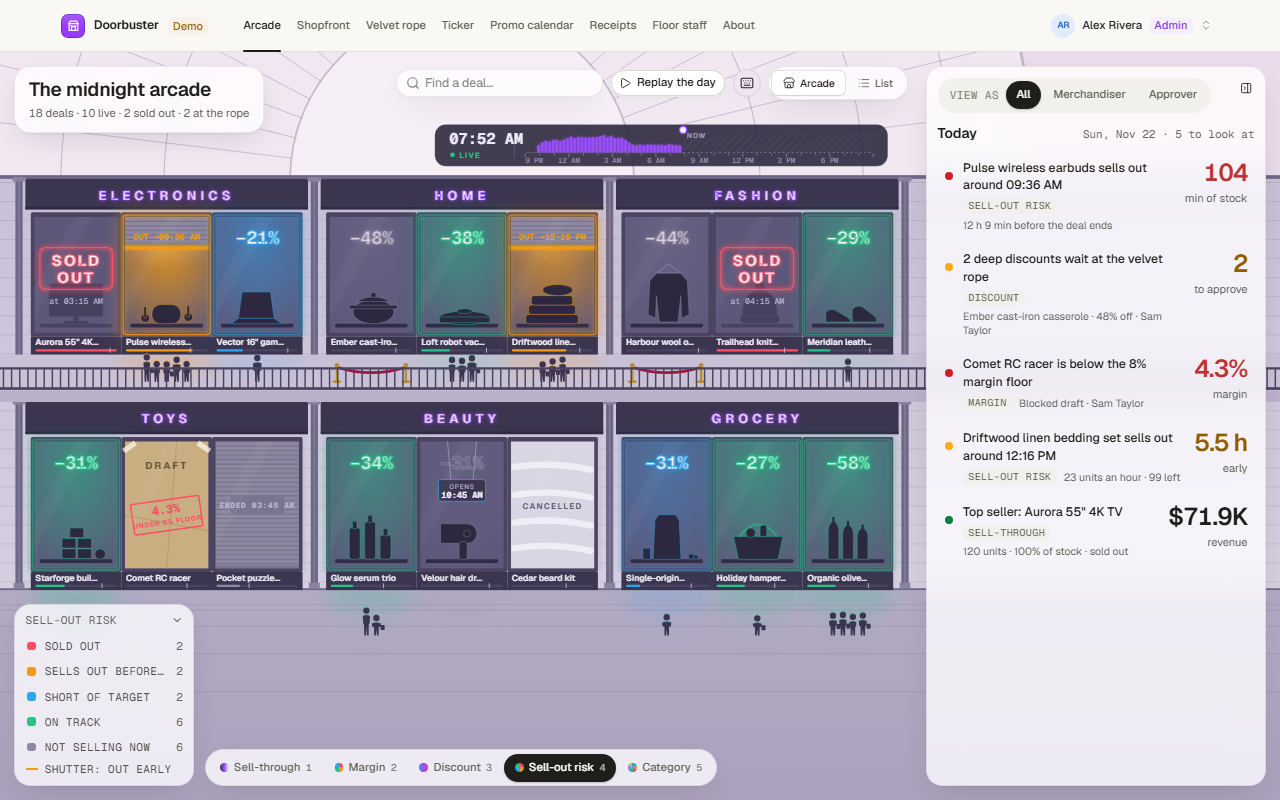 Doorbuster Demo Arcade Shopfront Velvet rope Ticker Promo calendar Receipts Floor staff About AR Alex Rivera Admin
The midnight arcade
18 deals · 10 live · 2 sold out · 2 at the rope
Find a deal... Replay the day Arcade List
07:52 AM
LIVE
NOW
9 PM 12 AM 3 AM 6 AM 9 AM 12 PM 3 PM 6 PM
ELECTRONICS HOME FASHION
SOLD OUT
at 03:15 AM
OUT ~09:36 AM
−21%
−48%
−38%
OUT ~12:16 PM
−44%
SOLD OUT
at 04:15 AM
−29%
Aurora 55" 4K... Pulse wireless... Vector 16" gam... Ember cast-iro... Loft robot vac... Driftwood line... Harbour wool o... Trailhead knit... Meridian leath...
TOYS BEAUTY GROCERY
−31%
DRAFT
4.3%
UNDER 8% FLOOR
ENDED 03:45 AM
−34%
−31%
OPENS
10:45 AM
CANCELLED
−31%
−27%
−58%
Starforge buil... Comet RC racer Pocket puzzle... Glow serum trio Velour hair dr... Cedar beard kit Single-origin... Holiday hamper... Organic olive...
SELL-OUT RISK
SOLD OUT 2
SELLS OUT BEFORE... 2
SHORT OF TARGET 2
ON TRACK 6
NOT SELLING NOW 6
SHUTTER: OUT EARLY
Sell-through 1 Margin 2 Discount 3 Sell-out risk 4 Category 5
VIEW AS All Merchandiser Approver
Today Sun, Nov 22 · 5 to look at
Pulse wireless earbuds sells out around 09:36 AM
SELL-OUT RISK
12 h 9 min before the deal ends
104
min of stock
2 deep discounts wait at the velvet rope
DISCOUNT
Ember cast-iron casserole · 48% off · Sam Taylor
2
to approve
Comet RC racer is below the 8% margin floor
MARGIN Blocked draft · Sam Taylor
4.3%
margin
Driftwood linen bedding set sells out around 12:16 PM
SELL-OUT RISK 23 units an hour · 99 left
5.5 h
early
Top seller: Aurora 55" 4K TV
SELL-THROUGH
120 units · 100% of stock · sold out
$71.9K
revenue